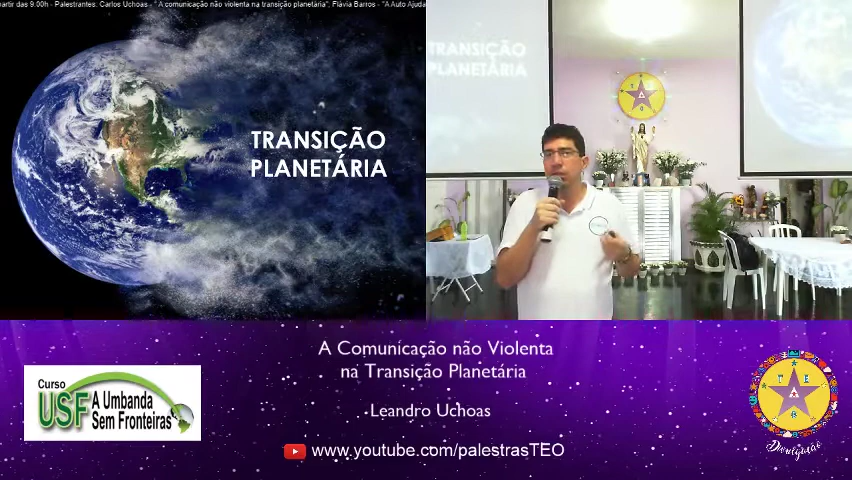 artir das 9:00h - Palestrantes: Carlos Uchoas - " A comunicação não violenta na transição planetária", Flávia Barros - "A Auto Ajuda
TRANSIÇÃO
PLANETÁRIA
TRANSIÇÃO
PLANETÁRIA
A Comunicação não Violenta
na Transição Planetária
Leandro Uchoas
www.youtube.com/palestrasTEO
Curso
USF A Umbanda
Sem Fronteiras
Divulgação